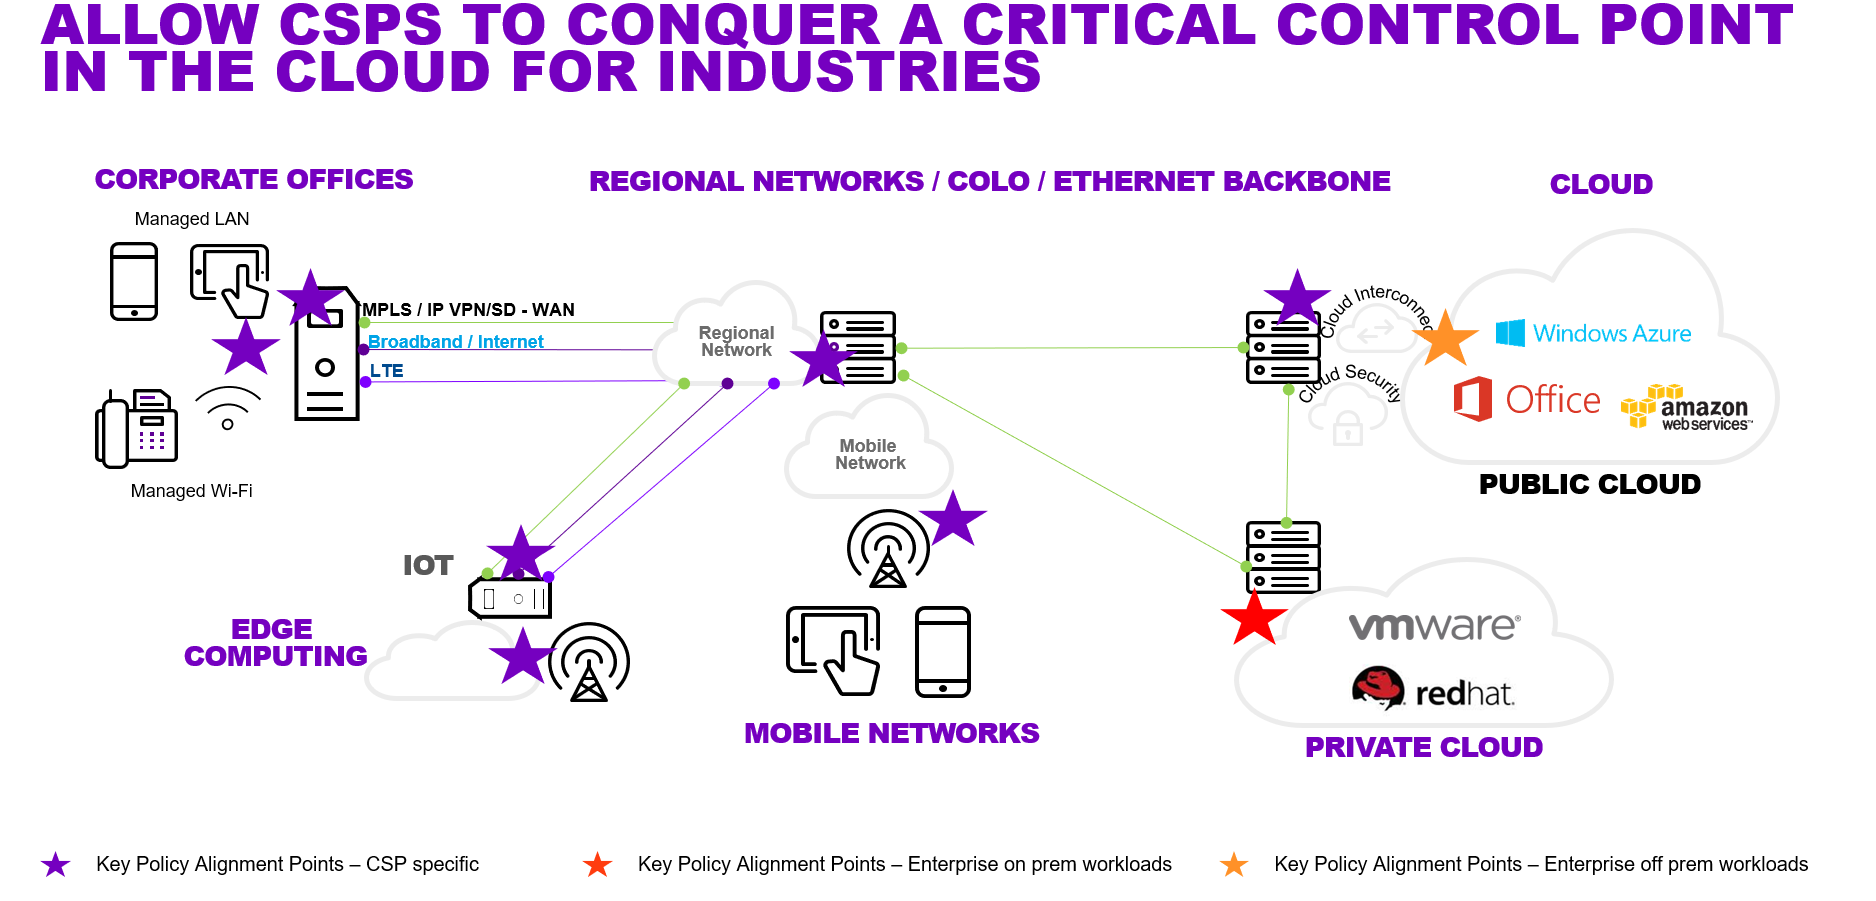 ALLOW CSPS TO CONQUER A CRITICAL CONTROL POINT
IN THE CLOUD FOR INDUSTRIES
CORPORATE OFFICES
REGIONAL NETWORKS / COLO / ETHERNET BACKBONE
CLOUD
Managed LAN
MPLS / IP VPN/SD - WAN
Broadband / Internet
LTE
Regional
Network
Cloud Interconnec
Cloud Security
Windows Azure
Office
amazon
web services™
PUBLIC CLOUD
Mobile
Network
Managed Wi-Fi
IOT
EDGE
COMPUTING
MOBILE NETWORKS
vmware®
redhat.
PRIVATE CLOUD
Key Policy Alignment Points – CSP specific
Key Policy Alignment Points – Enterprise on prem workloads
Key Policy Alignment Points – Enterprise off prem workloads